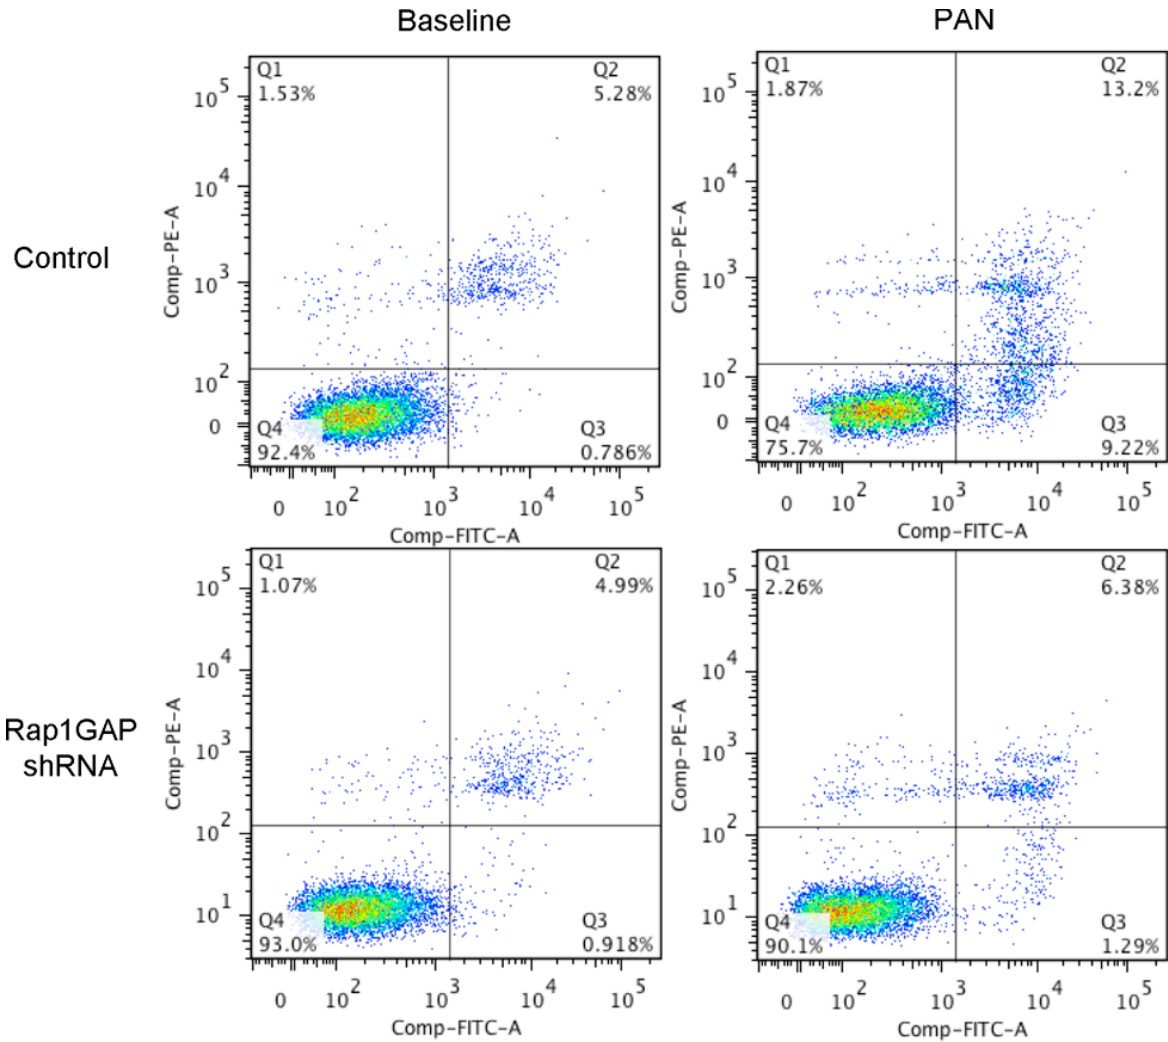 Baseline
PAN
Control
Rap1GAP
shRNA
Q1
1.53%
Q2
5.28%
Q4
92.4%
Q3
0.786%
10^5
10^4
10^3
10^2
0
Comp-PE-A
0
10^2
10^3
10^4
10^5
Comp-FITC-A
Q1
1.87%
Q2
13.2%
Q4
75.7%
Q3
9.22%
10^5
10^4
10^3
10^2
0
Comp-PE-A
0
10^2
10^3
10^4
10^5
Comp-FITC-A
Q1
1.07%
Q2
4.99%
Q4
93.0%
Q3
0.918%
10^5
10^4
10^3
10^2
10^1
Comp-PE-A
0
10^2
10^3
10^4
10^5
Comp-FITC-A
Q1
2.26%
Q2
6.38%
Q4
90.1%
Q3
1.29%
10^5
10^4
10^3
10^2
10^1
Comp-PE-A
0
10^2
10^3
10^4
10^5
Comp-FITC-A